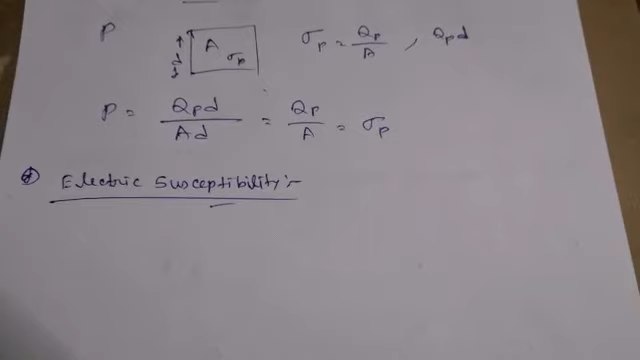 P  d  A  σp  σp = Qp/A , Qpd
P = Qpd/Ad = Qp/A = σp
Electric Susceptibility:-